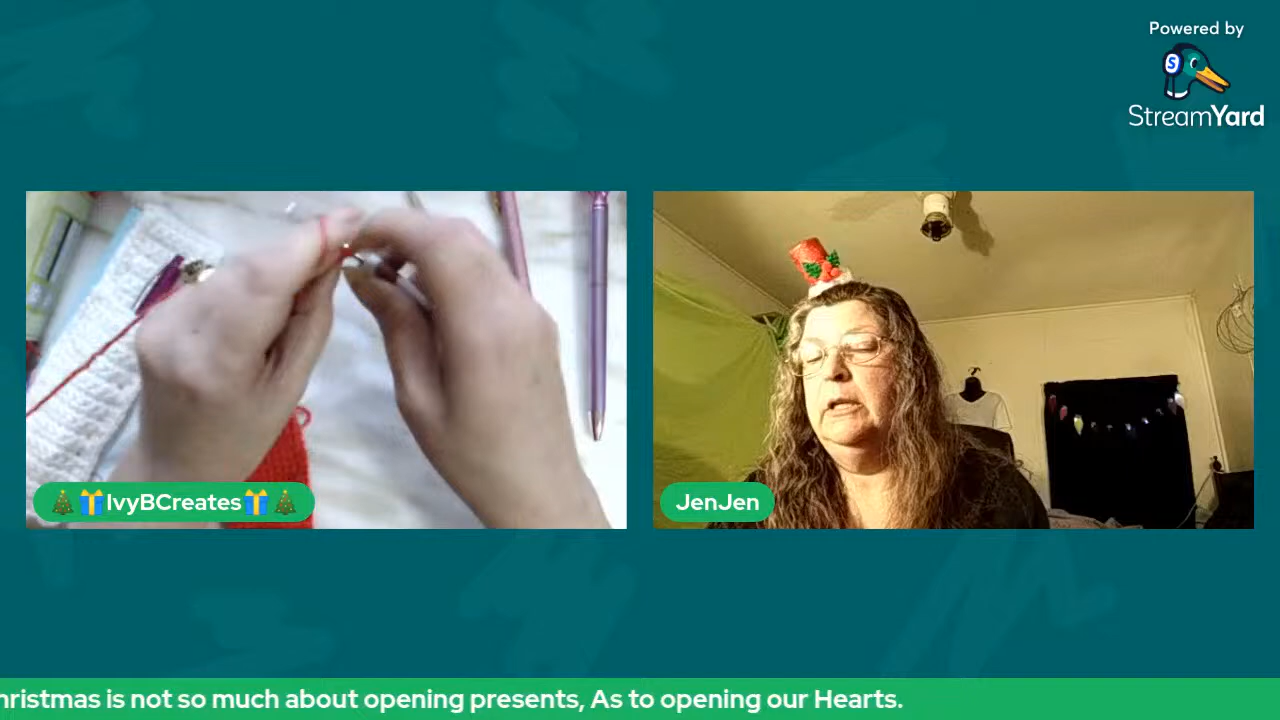 Powered by
S
StreamYard
🎄🎁IvyBCreates🎁🎄
JenJen
hristmas is not so much about opening presents, As to opening our Hearts.